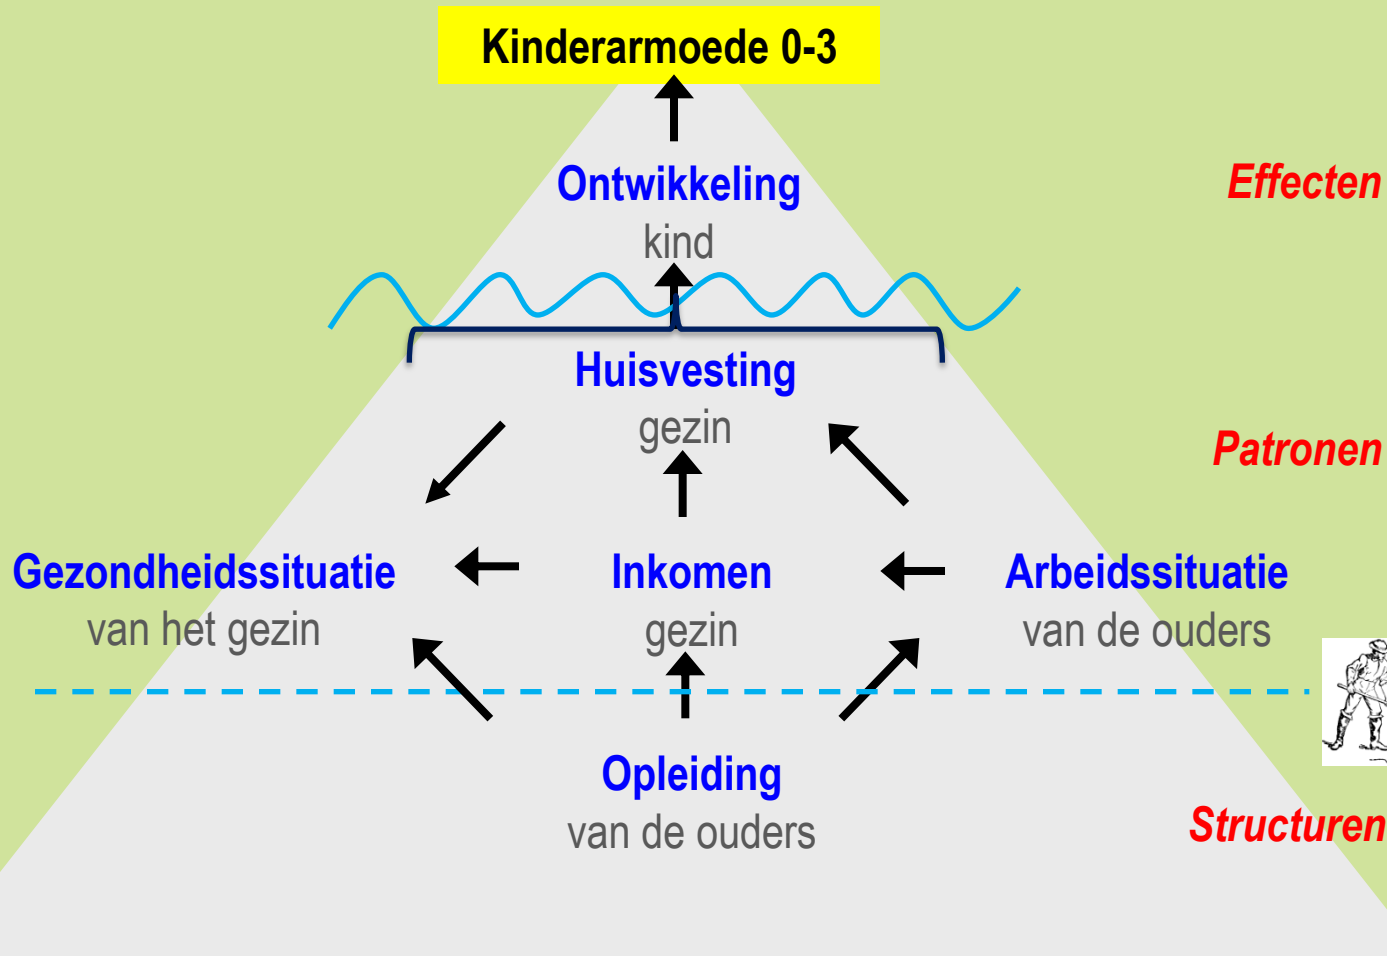 Kinderarmoede 0-3
Ontwikkeling
kind
Effecten
Huisvesting
gezin
Patronen
Gezondheidssituatie
van het gezin
Inkomen
gezin
Arbeidssituatie
van de ouders
Opleiding
van de ouders
Structuren